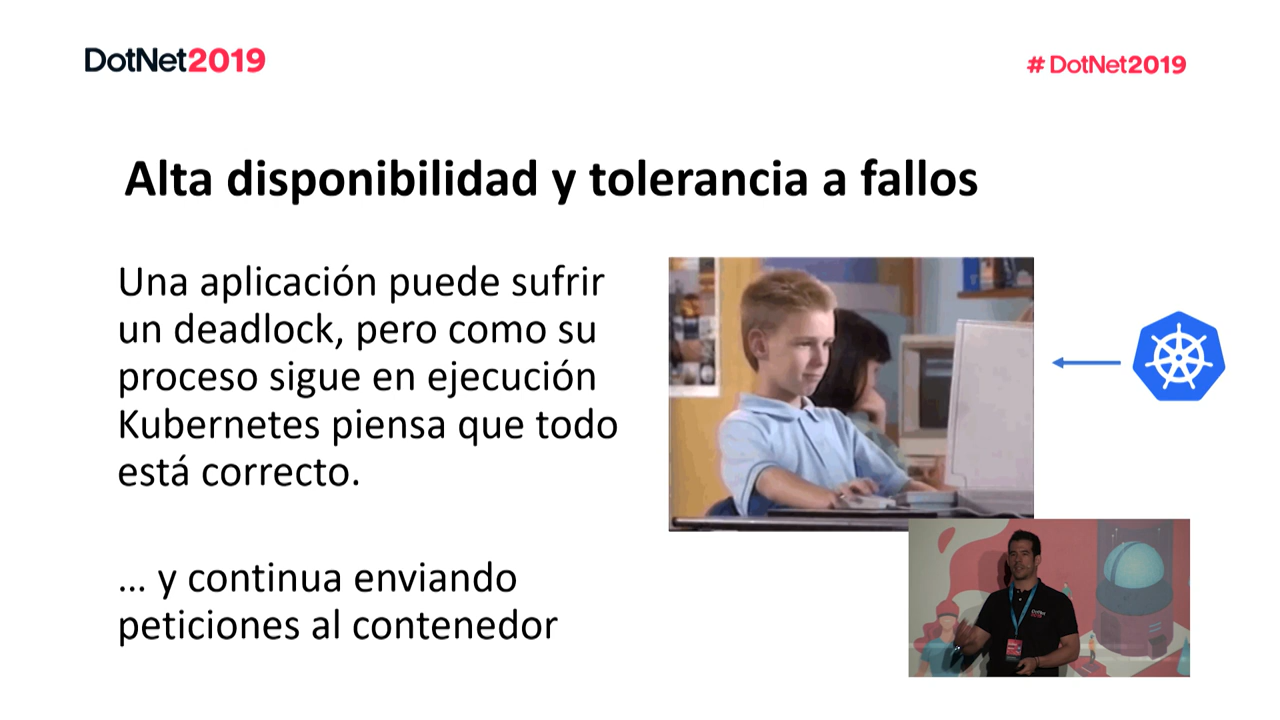 DotNet2019
# DotNet2019
Alta disponibilidad y tolerancia a fallos
Una aplicación puede sufrir
un deadlock, pero como su
proceso sigue en ejecución
Kubernetes piensa que todo
está correcto.
... y continua enviando
peticiones al contenedor